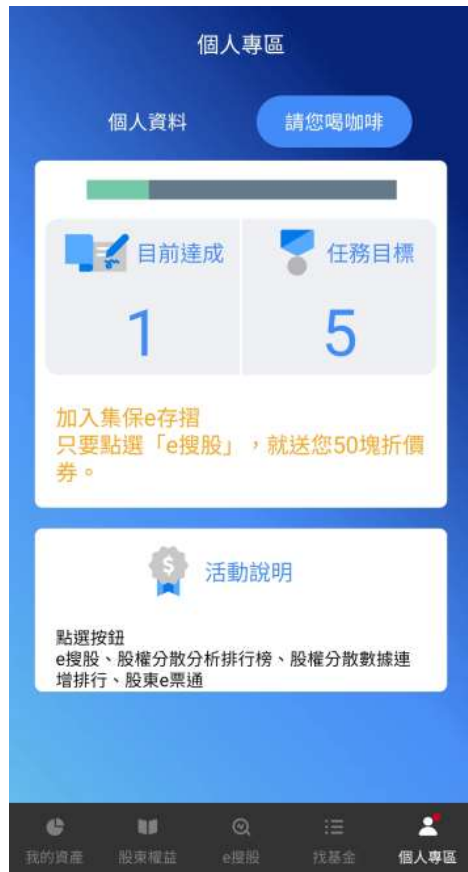 個人專區
個人資料
請您喝咖啡
目前達成
任務目標
1
5
加入集保e存摺
只要點選「e搜股」，就送您50塊折價
券。
$
活動說明
點選按鈕
e搜股、股權分散分析排行榜、股權分散數據連
增排行、股東e票通
我的資產
股東權益
e搜股
找基金
個人專區